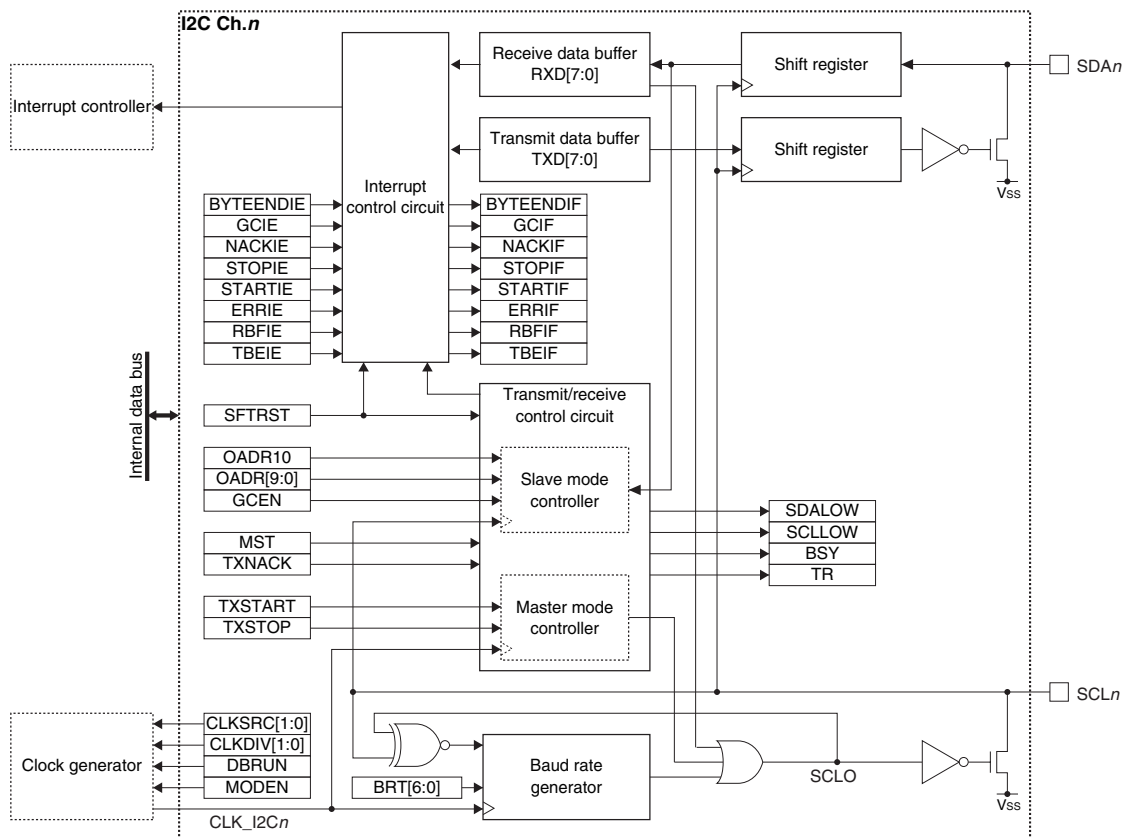 I2C Ch.n
Interrupt controller
Receive data buffer
RXD[7:0]
Shift register
SDAn
Transmit data buffer
TXD[7:0]
Shift register
VSS
Interrupt
control circuit
BYTEENDIE
GCIE
NACKIE
STOPIE
STARTIE
ERRIE
RBFIE
TBEIE
BYTEENDIF
GCIF
NACKIF
STOPIF
STARTIF
ERRIF
RBFIF
TBEIF
Internal data bus
SFTRST
Transmit/receive
control circuit
OADR10
OADR[9:0]
GCEN
Slave mode
controller
MST
TXNACK
SDALOW
SCLLOW
BSY
TR
TXSTART
TXSTOP
Master mode
controller
SCLn
Clock generator
CLKSRC[1:0]
CLKDIV[1:0]
DBRUN
MODEN
BRT[6:0]
Baud rate
generator
SCLO
VSS
CLK_I2Cn